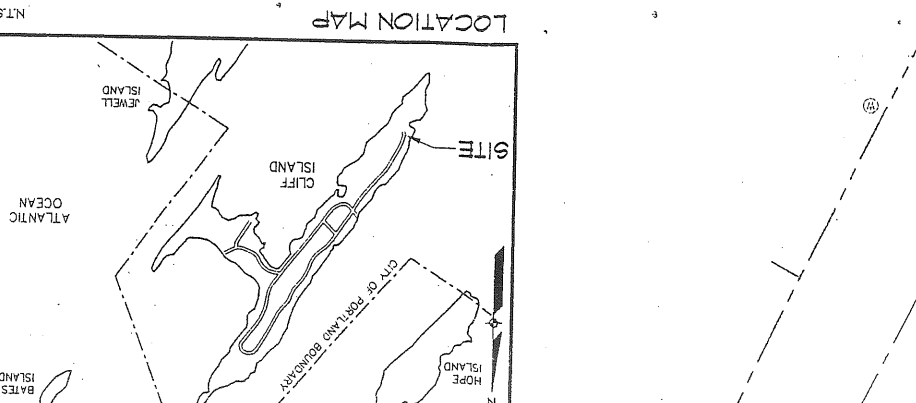 N
HOPE
ISLAND
BATES
ISLAND
CITY OF PORTLAND BOUNDARY
ATLANTIC
OCEAN
CLIFF
ISLAND
SITE
JEWELL
ISLAND
LOCATION MAP
N.T.S
W